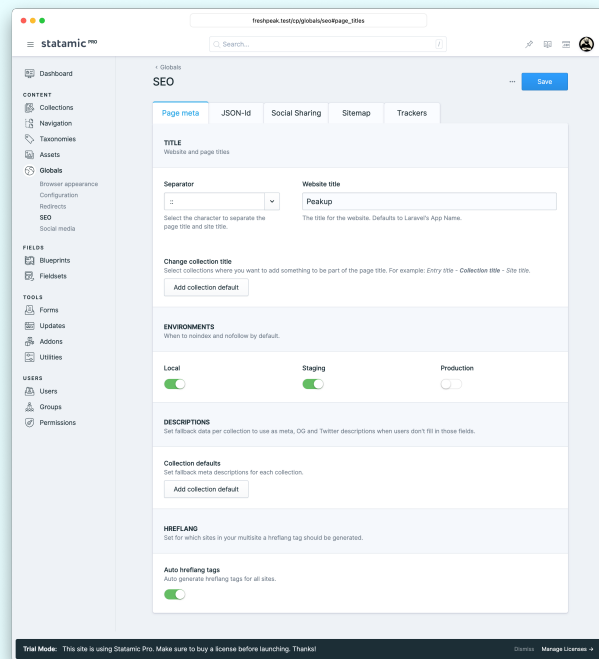 freshpeak.test/cp/globals/seo#page_titles
statamic PRO
Search...
/
Dashboard
CONTENT
Collections
Navigation
Taxonomies
Assets
Globals
Browser appearance
Configuration
Redirects
SEO
Social media
FIELDS
Blueprints
Fieldsets
TOOLS
Forms
Updates
Addons
Utilities
USERS
Users
Groups
Permissions
‹ Globals
SEO
Save
Page meta JSON-ld Social Sharing Sitemap Trackers
TITLE
Website and page titles
Separator Website title
:: Peakup
Select the character to separate the The title for the website. Defaults to Laravel's App Name.
page title and site title.
Change collection title
Select collections where you want to add something to be part of the page title. For example: Entry title - Collection title - Site title.
Add collection default
ENVIRONMENTS
When to noindex and nofollow by default.
Local Staging Production
DESCRIPTIONS
Set fallback data per collection to use as meta, OG and Twitter descriptions when users don't fill in those fields.
Collection defaults
Set fallback meta descriptions for each collection.
Add collection default
HREFLANG
Set for which sites in your multisite a hreflang tag should be generated.
Auto hreflang tags
Auto generate hreflang tags for all sites.
Trial Mode: This site is using Statamic Pro. Make sure to buy a license before launching. Thanks! Dismiss Manage Licenses →